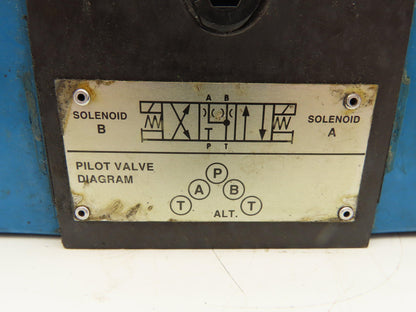 A B
SOLENOID B
SOLENOID A
T
P T
PILOT VALVE
DIAGRAM
P
A B
T T
ALT.